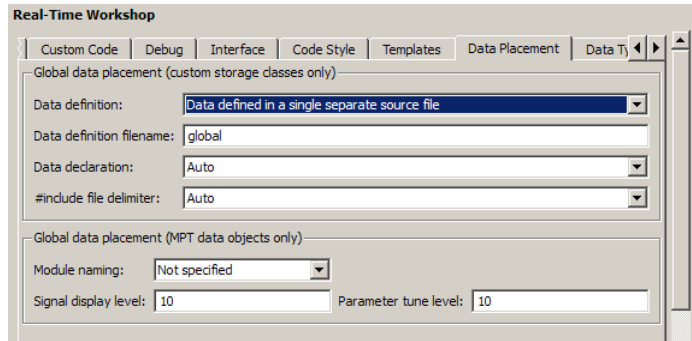 Real-Time Workshop
Custom Code Debug Interface Code Style Templates Data Placement Data Ty
Global data placement (custom storage classes only)
Data definition: Data defined in a single separate source file
Data definition filename: global
Data declaration: Auto
#include file delimiter: Auto
Global data placement (MPT data objects only)
Module naming: Not specified
Signal display level: 10 Parameter tune level: 10